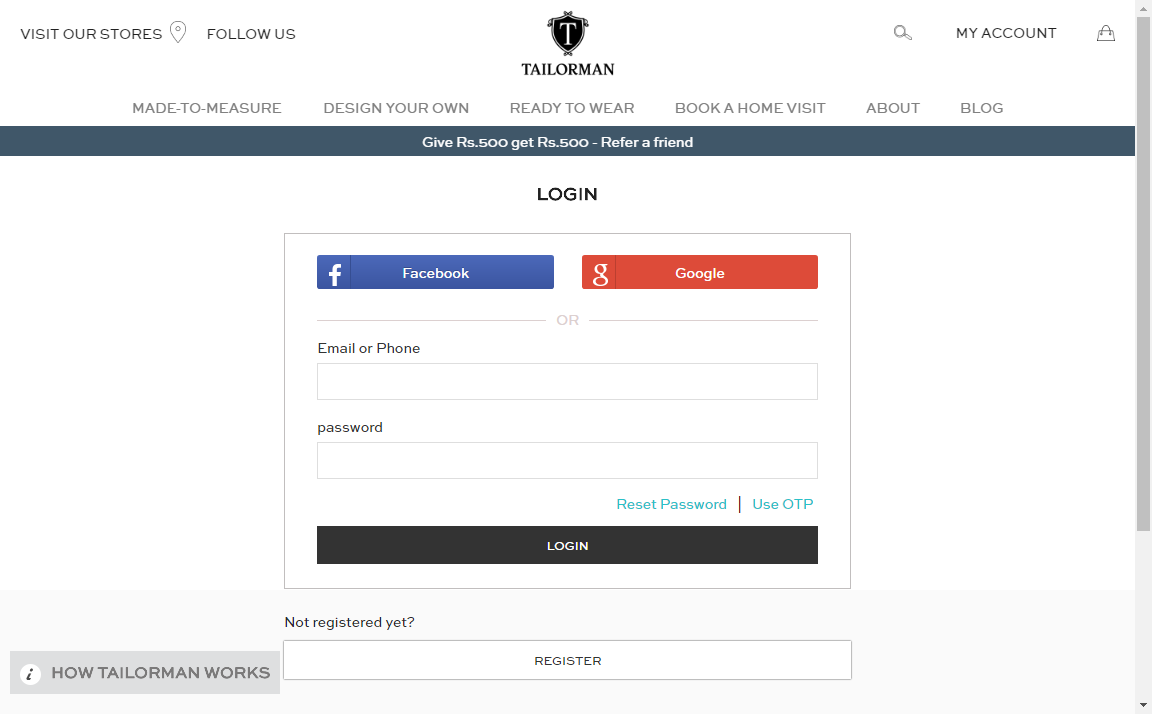 VISIT OUR STORES
FOLLOW US
T
TAILORMAN
MY ACCOUNT
MADE-TO-MEASURE
DESIGN YOUR OWN
READY TO WEAR
BOOK A HOME VISIT
ABOUT
BLOG
Give Rs.500 get Rs.500 - Refer a friend
LOGIN
f
Facebook
g
Google
OR
Email or Phone
password
Reset Password | Use OTP
LOGIN
Not registered yet?
REGISTER
i
HOW TAILORMAN WORKS